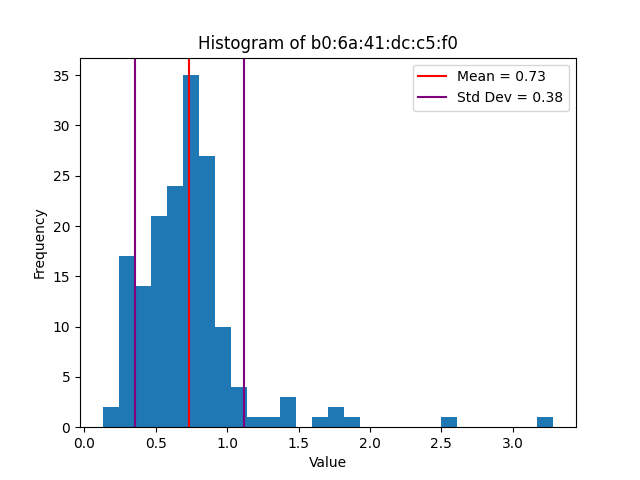 Histogram of b0:6a:41:dc:c5:f0
Mean = 0.73
Std Dev = 0.38
Frequency
35
30
25
20
15
10
5
0
0.0 0.5 1.0 1.5 2.0 2.5 3.0
Value